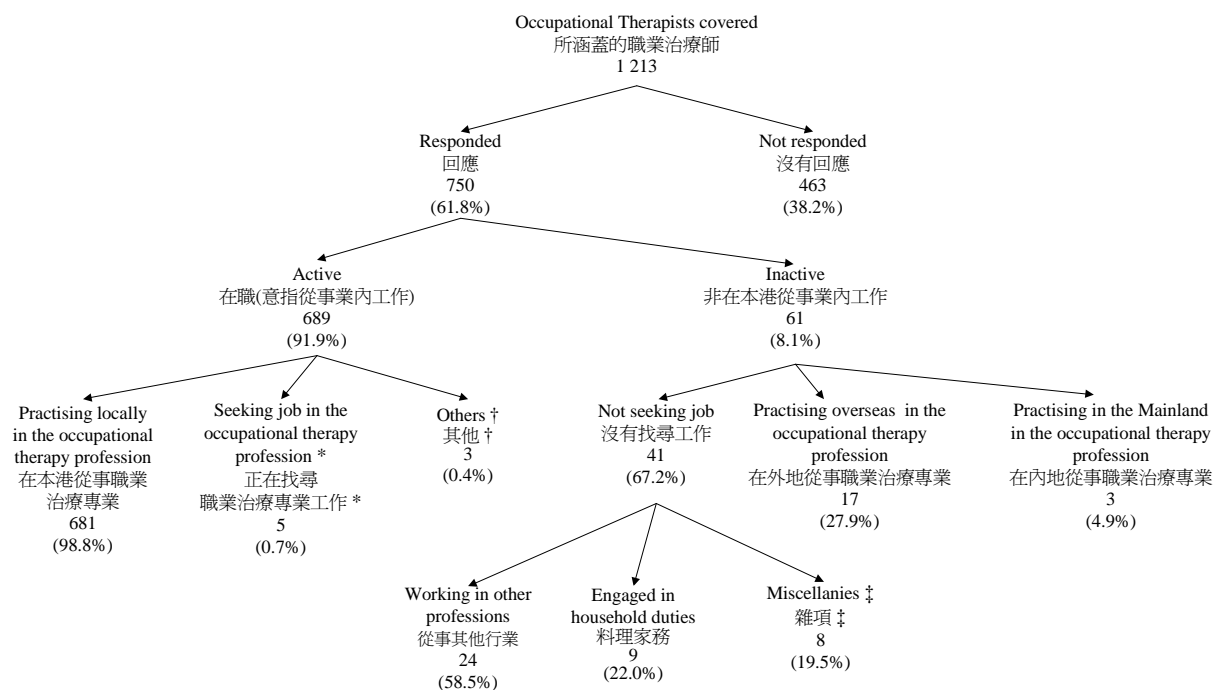 Occupational Therapists covered
所涵蓋的職業治療師
1 213
Responded
回應
750
(61.8%)
Not responded
沒有回應
463
(38.2%)
Active
在職(意指從事業內工作)
689
(91.9%)
Inactive
非在本港從事業內工作
61
(8.1%)
Practising locally
in the occupational
therapy profession
在本港從事職業
治療專業
681
(98.8%)
Seeking job in the
occupational therapy
profession *
正在找尋
職業治療專業工作 *
5
(0.7%)
Others †
其他 †
3
(0.4%)
Not seeking job
沒有找尋工作
41
(67.2%)
Practising overseas in the
occupational therapy
profession
在外地從事職業治療專業
17
(27.9%)
Practising in the Mainland
in the occupational therapy
profession
在內地從事職業治療專業
3
(4.9%)
Working in other
professions
從事其他行業
24
(58.5%)
Engaged in
household duties
料理家務
9
(22.0%)
Miscellanies ‡
雜項 ‡
8
(19.5%)